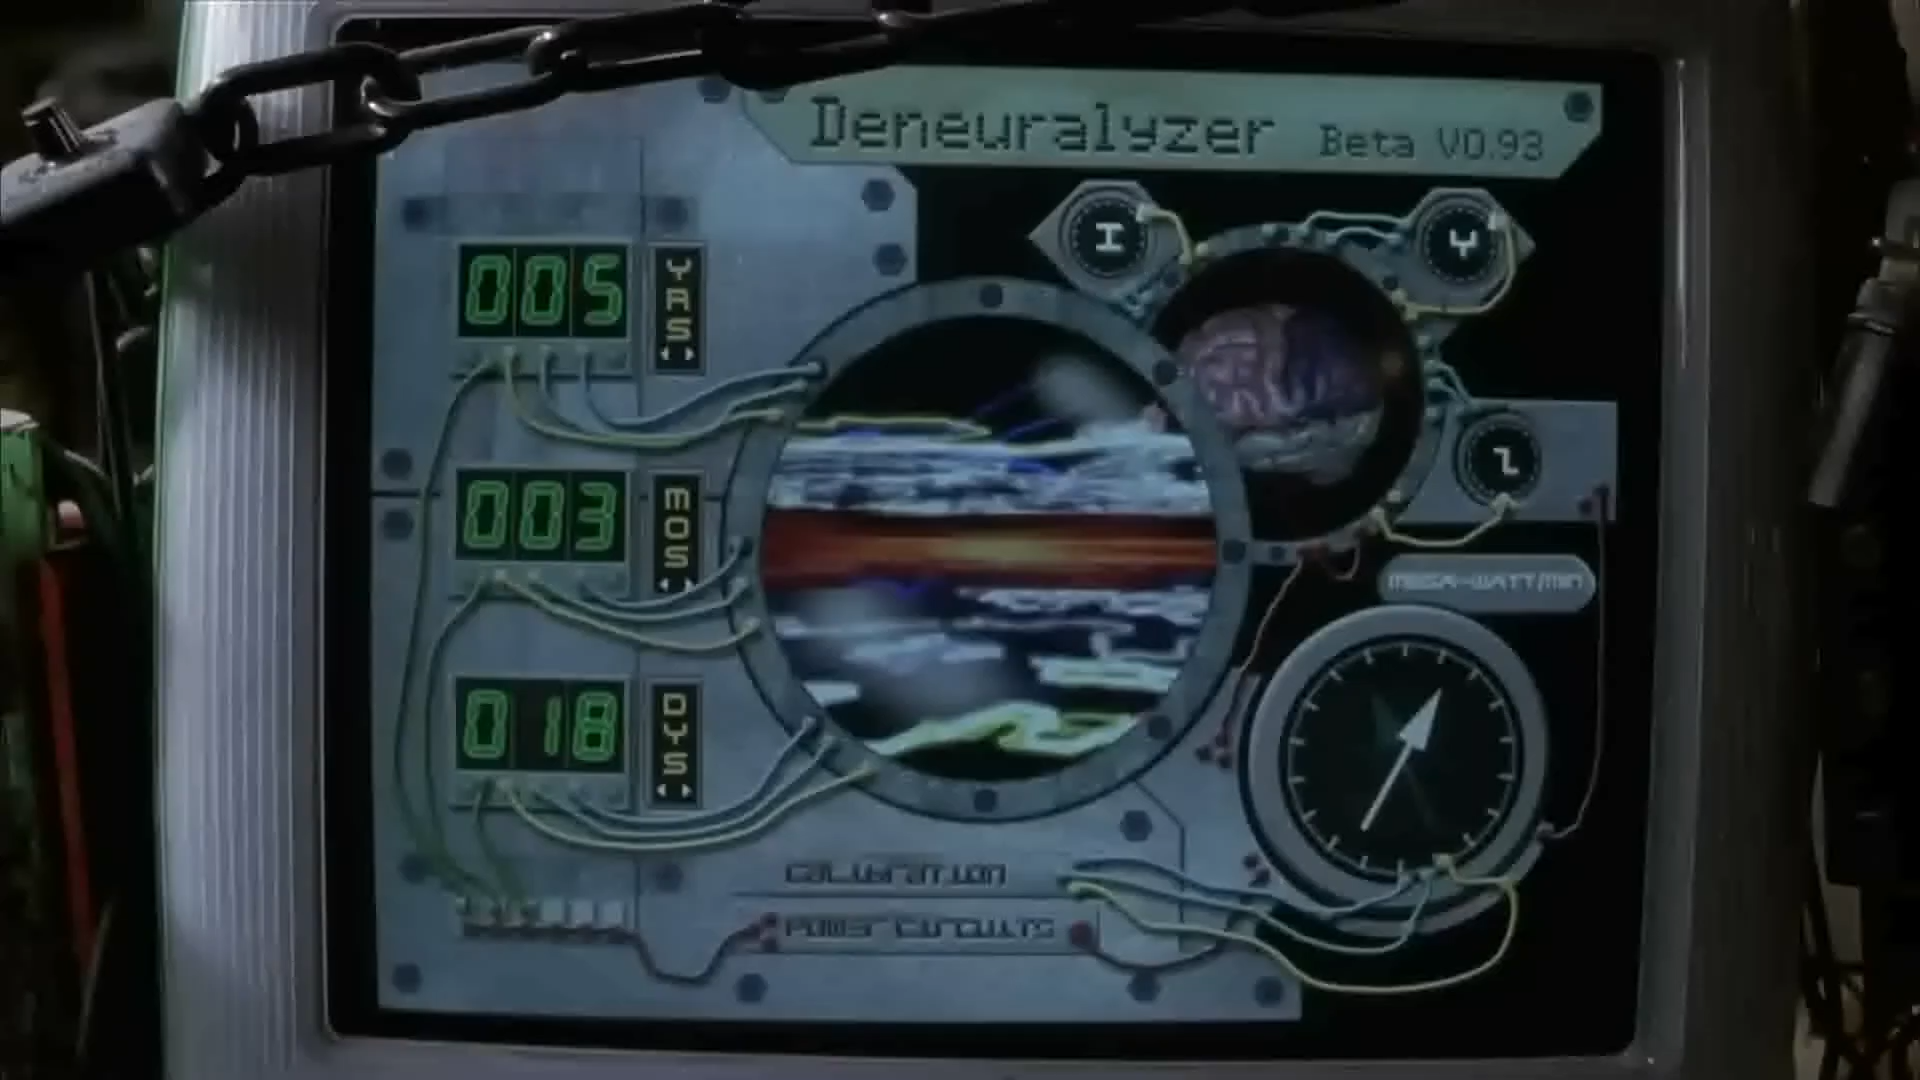 Deneuralyzer Beta V0.93
I
Y
005 YRS
003 MOS
Z
MEGA-WATT/MIN
018 DYS
CALIBRATION
POWER CIRCUITS